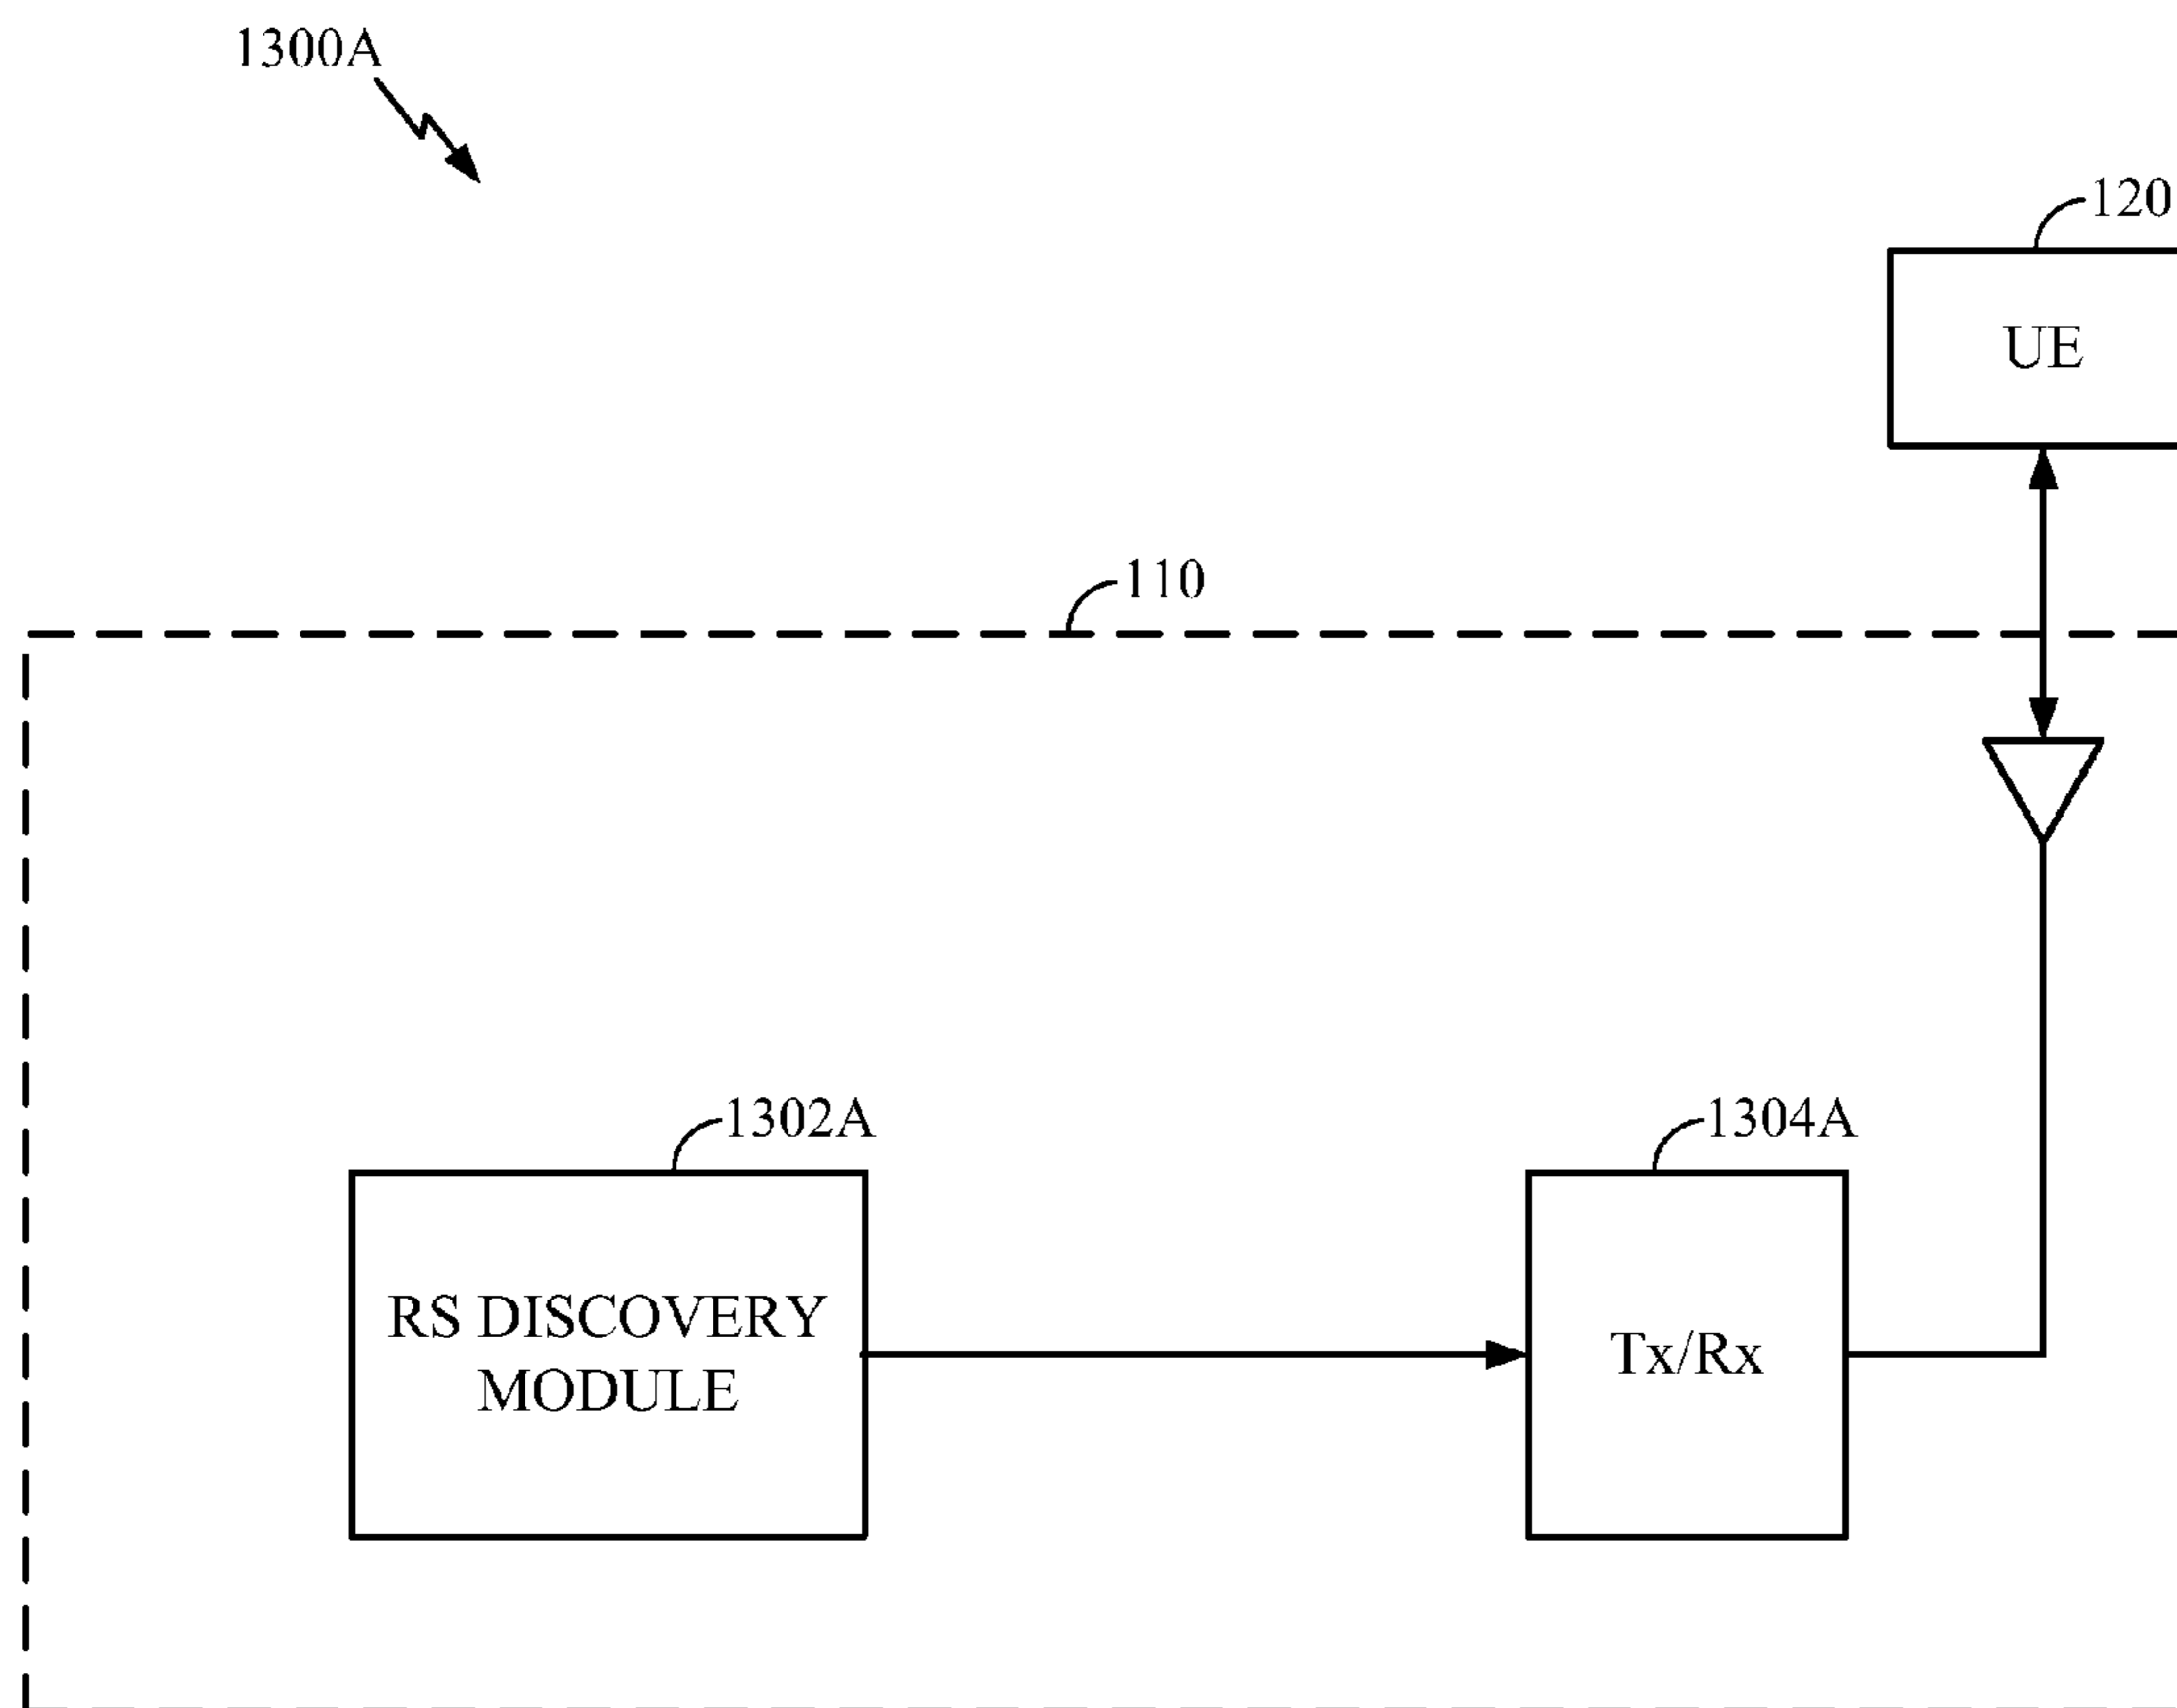 1300A
120
UE
110
1302A
1304A
RS DISCOVERY
MODULE
Tx/Rx